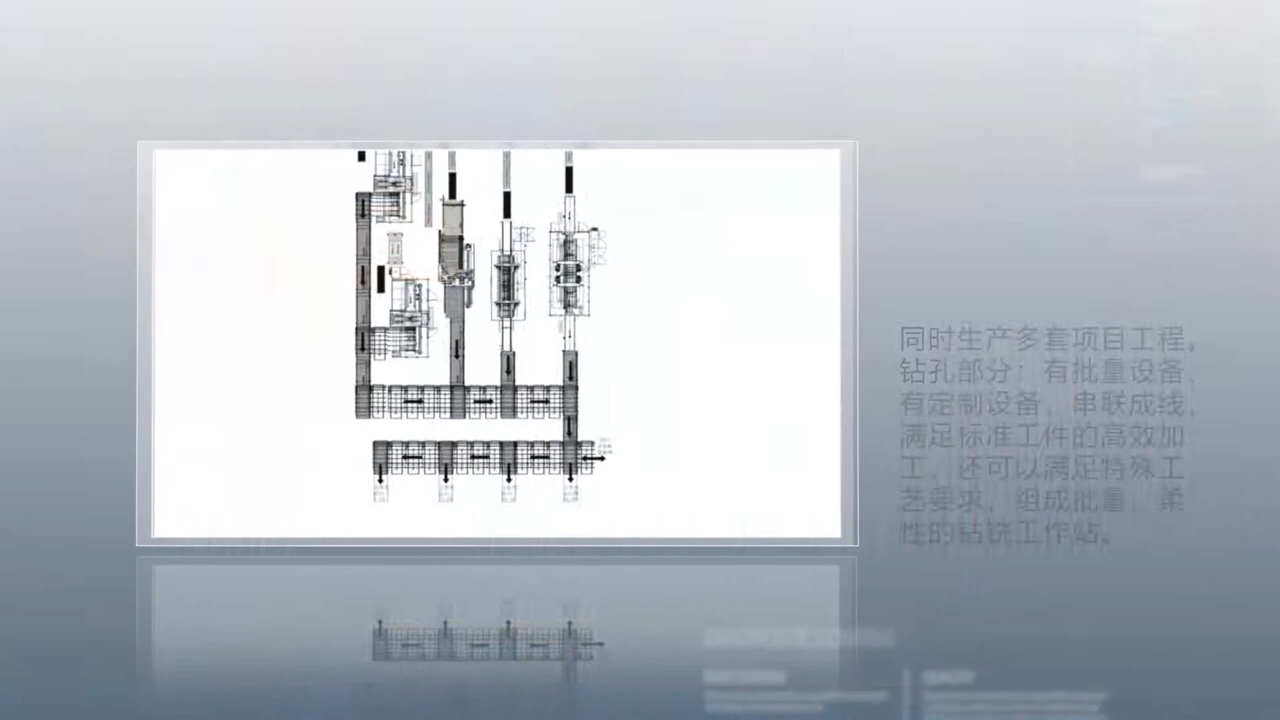 同时生产多套项目工程。
钻孔部分：有批量设备、
有定制设备，串联成线，
满足标准工件的高效加
工，还可以满足特殊工
艺要求，组成批量、柔
性的钻铣工作站。